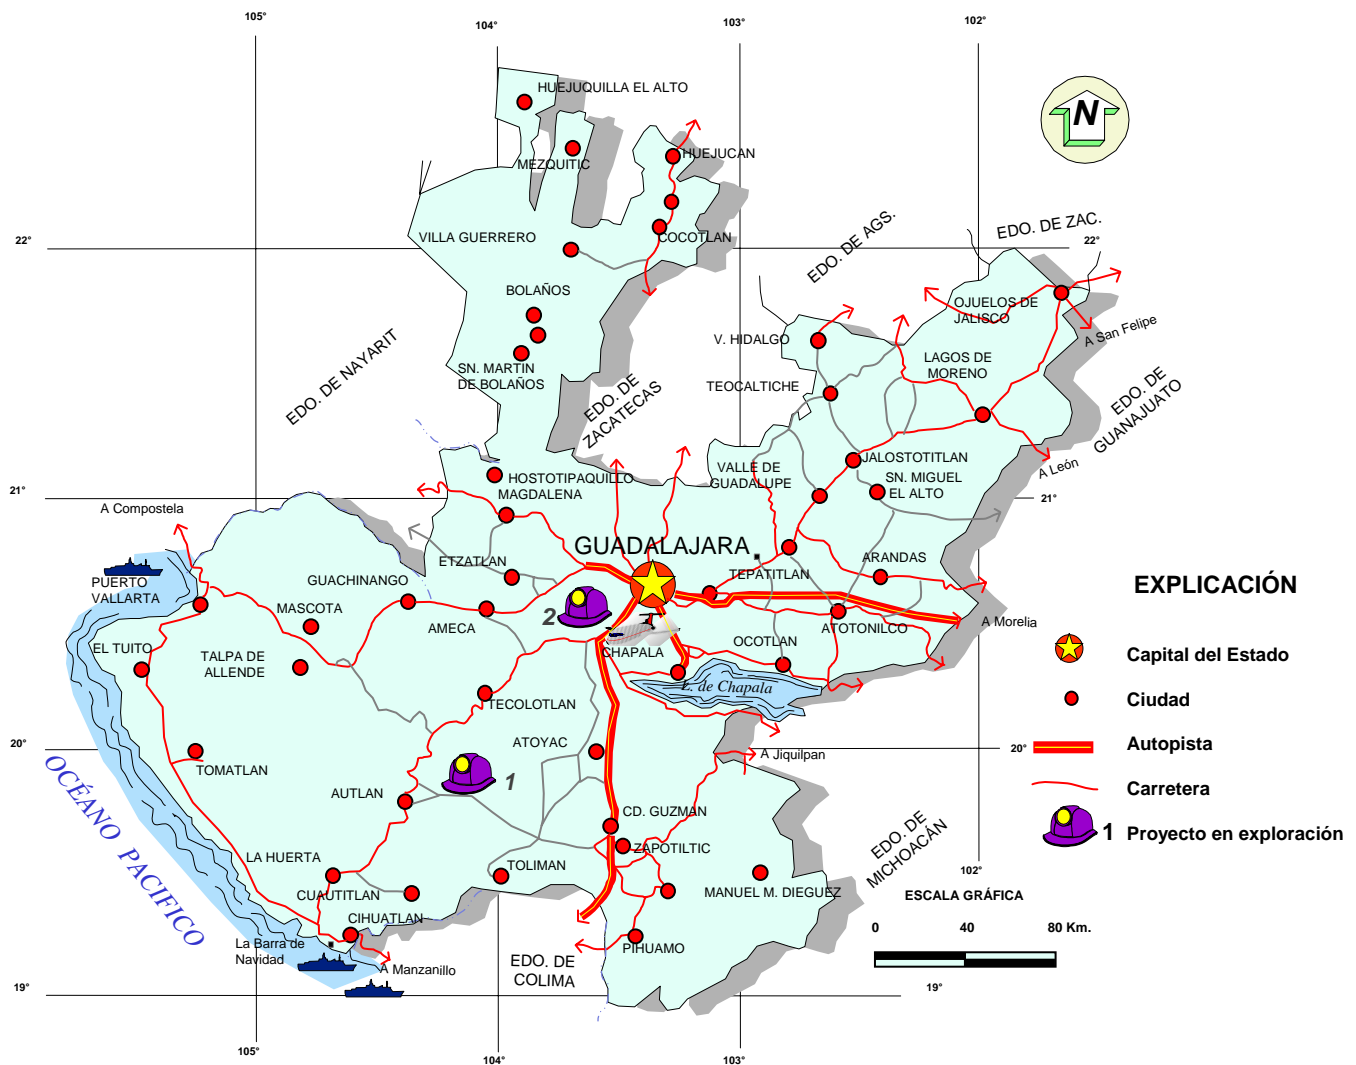 105°
104°
103°
102°
HUEJUQUILLA EL ALTO
N
MEZQUITIC
HUEJUCAN
22°
VILLA GUERRERO
COCOTLAN
EDO. DE AGS.
EDO. DE ZAC.
22°
BOLAÑOS
OJUELOS DE
JALISCO
A San Felipe
V. HIDALGO
EDO. DE NAYARIT
SN. MARTIN
DE BOLAÑOS
LAGOS DE
MORENO
TEOCALTICHE
EDO. DE
ZACATECAS
EDO. DE
GUANAJUATO
JALOSTOTITLAN
A León
VALLE DE
GUADALUPE
SN. MIGUEL
EL ALTO
HOSTOTIPAQUILLO
MAGDALENA
21°
21°
A Compostela
GUADALAJARA
ETZATLAN
TEPATITLAN
ARANDAS
PUERTO
VALLARTA
GUACHINANGO
EXPLICACIÓN
MASCOTA
2
AMECA
ATOTONILCO
A Morelia
EL TUITO
TALPA DE
ALLENDE
CHAPALA
OCOTLAN
Capital del Estado
L. de Chapala
Ciudad
TECOLOTLAN
20°
ATOYAC
20°
Autopista
A Jiquilpan
TOMATLAN
OCÉANO PACIFICO
1
Carretera
AUTLAN
CD. GUZMAN
1 Proyecto en exploración
EDO. DE
MICHOACÁN
LA HUERTA
ZAPOTILTIC
TOLIMAN
102°
CUAUTITLAN
MANUEL M. DIEGUEZ
ESCALA GRÁFICA
CIHUATLAN
0
40
80 Km.
La Barra de
Navidad
PIHUAMO
A Manzanillo
EDO. DE
COLIMA
19°
19°
105°
104°
103°